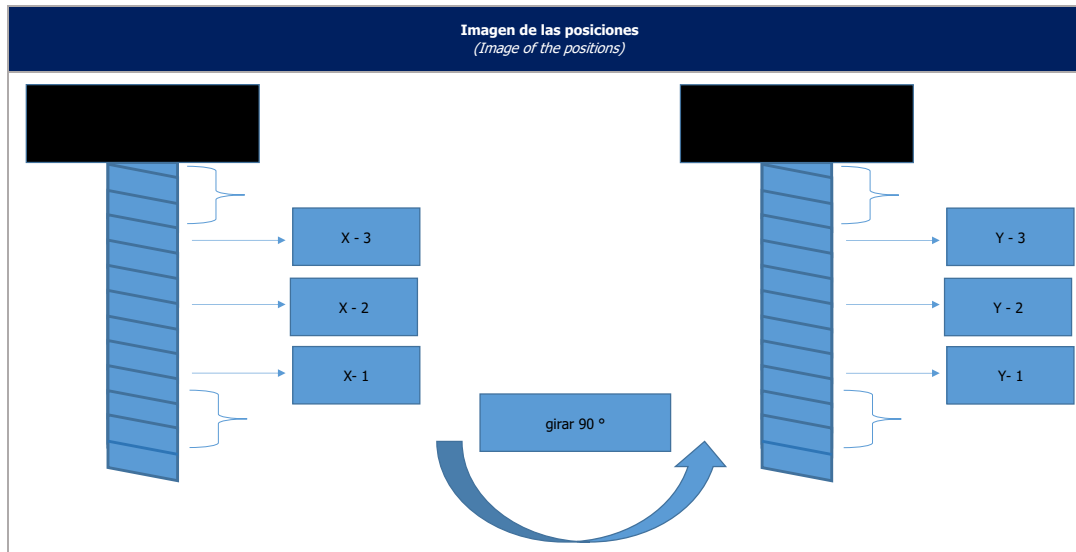 Imagen de las posiciones
(Image of the positions)
X - 3
Y - 3
X - 2
Y - 2
X- 1
Y- 1
girar 90 °